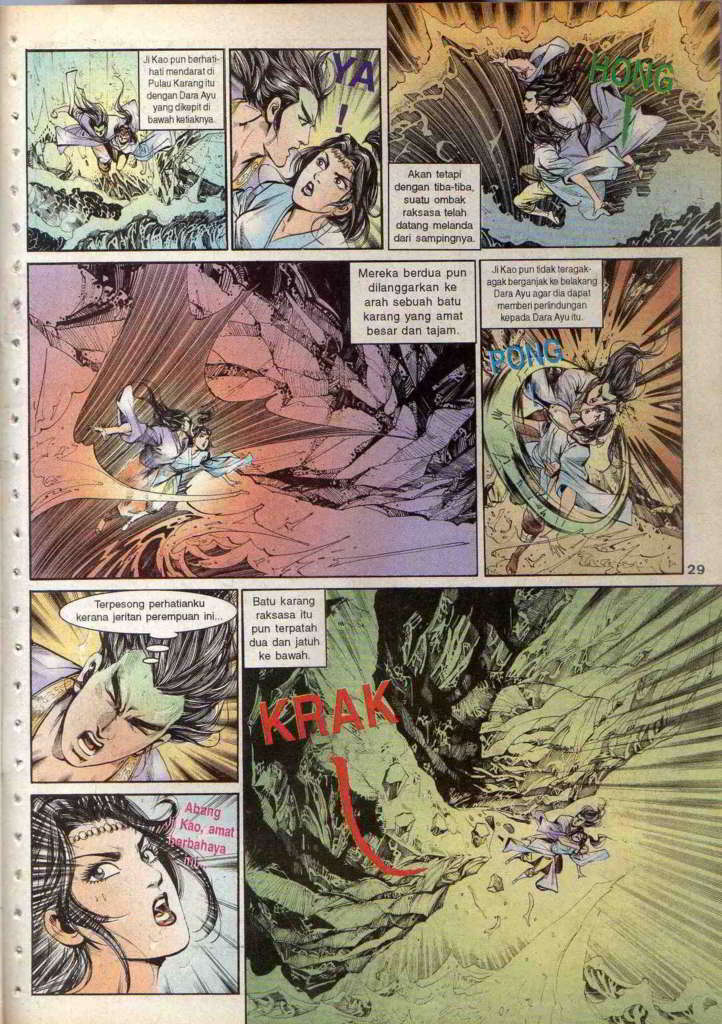 Ji Kao pun berhati-
hati mendarat di
Pulau Karang itu
dengan Dara Ayu
yang dikepit di
bawah ketiaknya.
YA
!
HONG
!
Akan tetapi
dengan tiba-tiba,
suatu ombak
raksasa telah
datang melanda
dari sampingnya.
Mereka berdua pun
dilanggarkan ke
arah sebuah batu
karang yang amat
besar dan tajam.
Ji Kao pun tidak teragak-
agak berganjak ke belakang
Dara Ayu agar dia dapat
memberi perlindungan
kepada Dara Ayu itu.
PONG
29
Terpesong perhatianku
kerana jeritan perempuan ini...
Batu karang
raksasa itu
pun terpatah
dua dan jatuh
ke bawah.
KRAK
Abang
Ji Kao, amat
berbahaya
ini...